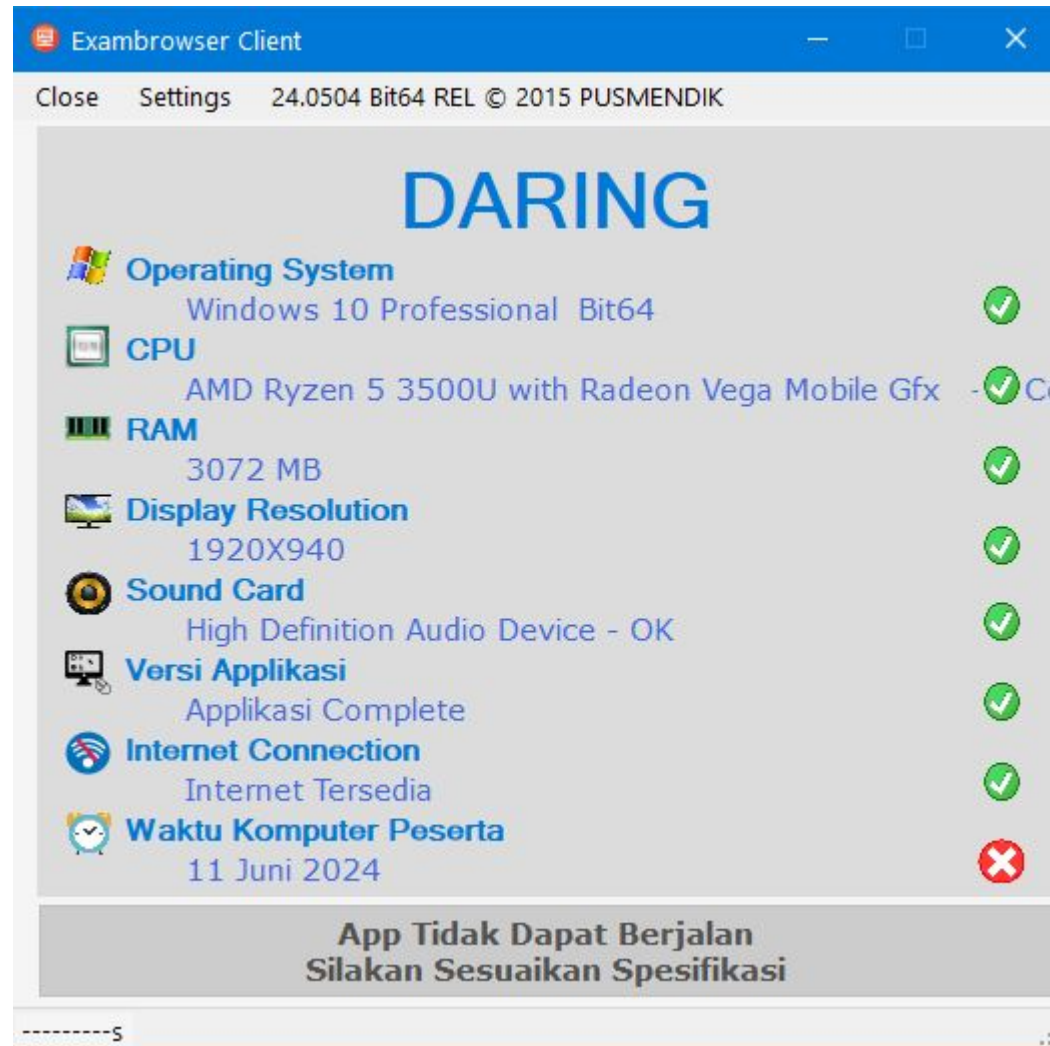 Exambrowser Client
Close Settings 24.0504 Bit64 REL © 2015 PUSMENDIK
DARING
Operating System
Windows 10 Professional Bit64
CPU
AMD Ryzen 5 3500U with Radeon Vega Mobile Gfx -
RAM
3072 MB
Display Resolution
1920X940
Sound Card
High Definition Audio Device - OK
Versi Applikasi
Applikasi Complete
Internet Connection
Internet Tersedia
Waktu Komputer Peserta
11 Juni 2024
App Tidak Dapat Berjalan
Silakan Sesuaikan Spesifikasi
---------s